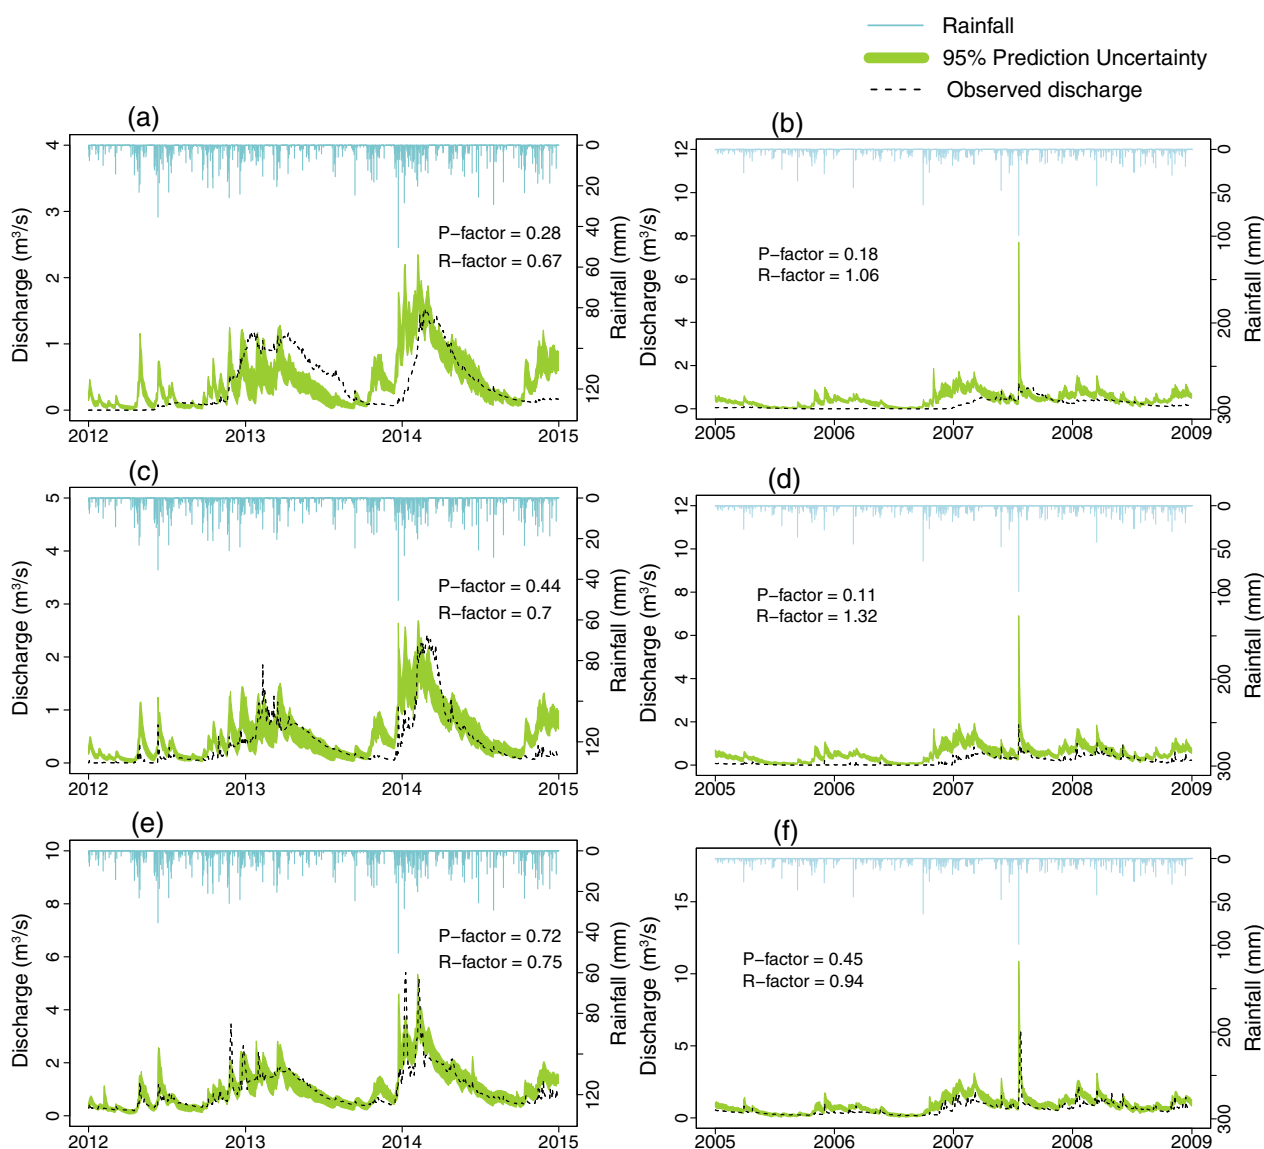 Rainfall
95% Prediction Uncertainty
Observed discharge
(a)
4
3
2
1
0
Discharge (m³/s)
0
20
40
60
80
120
Rainfall (mm)
P−factor = 0.28
R−factor = 0.67
2012 2013 2014 2015
(b)
12
10
8
6
4
2
0
Discharge (m³/s)
0
50
100
200
300
Rainfall (mm)
P−factor = 0.18
R−factor = 1.06
2005 2006 2007 2008 2009
(c)
5
4
3
2
1
0
Discharge (m³/s)
0
20
40
60
80
120
Rainfall (mm)
P−factor = 0.44
R−factor = 0.7
2012 2013 2014 2015
(d)
12
10
8
6
4
2
0
Discharge (m³/s)
0
50
100
200
300
Rainfall (mm)
P−factor = 0.11
R−factor = 1.32
2005 2006 2007 2008 2009
(e)
10
8
6
4
2
0
Discharge (m³/s)
0
20
40
60
80
120
Rainfall (mm)
P−factor = 0.72
R−factor = 0.75
2012 2013 2014 2015
(f)
15
10
5
0
Discharge (m³/s)
0
50
100
200
300
Rainfall (mm)
P−factor = 0.45
R−factor = 0.94
2005 2006 2007 2008 2009